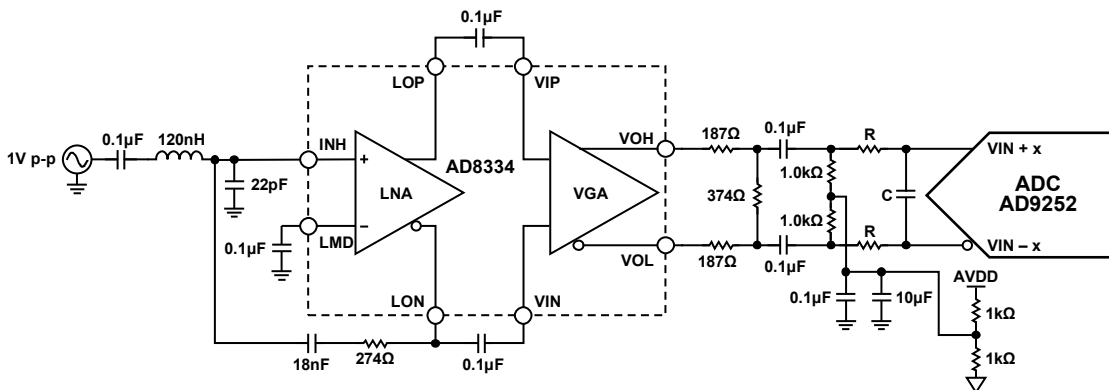 0.1µF
LOP
VIP
1V p-p
0.1µF
120nH
22pF
INH
+
LNA
–
LMD
0.1µF
AD8334
VGA
VOH
VOL
187Ω
374Ω
187Ω
0.1µF
0.1µF
1.0kΩ
1.0kΩ
R
R
C
VIN + x
ADC
AD9252
VIN – x
LON
VIN
18nF
274Ω
0.1µF
0.1µF
10µF
AVDD
1kΩ
1kΩ